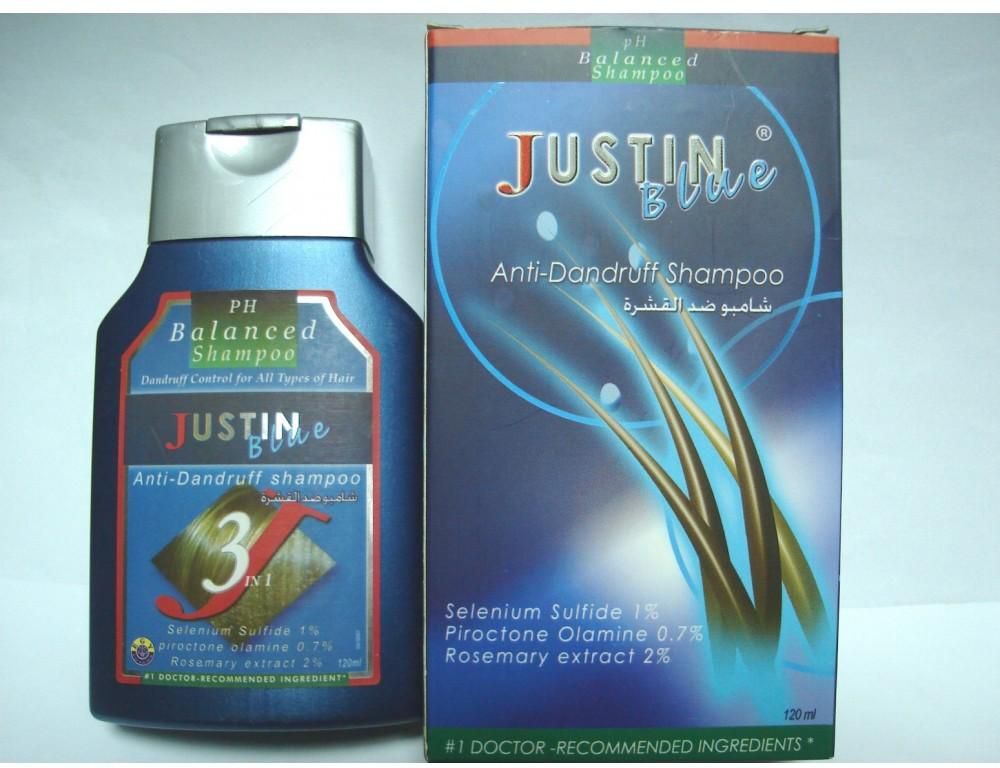 PH
Balanced
Shampoo
Dandruff Control for All Types of Hair
JUSTIN
Blue
Anti-Dandruff shampoo
شامبو ضد القشرة
3
IN 1
J
Selenium Sulfide 1%
piroctone olamine 0.7%
Rosemary extract 2%
120ml
#1 DOCTOR-RECOMMENDED INGREDIENT*
pH
Balanced
Shampoo
JUSTIN ®
Blue
Anti-Dandruff Shampoo
شامبو ضد القشرة
Selenium Sulfide 1%
Piroctone Olamine 0.7%
Rosemary extract 2%
120 ml
#1 DOCTOR -RECOMMENDED INGREDIENTS *